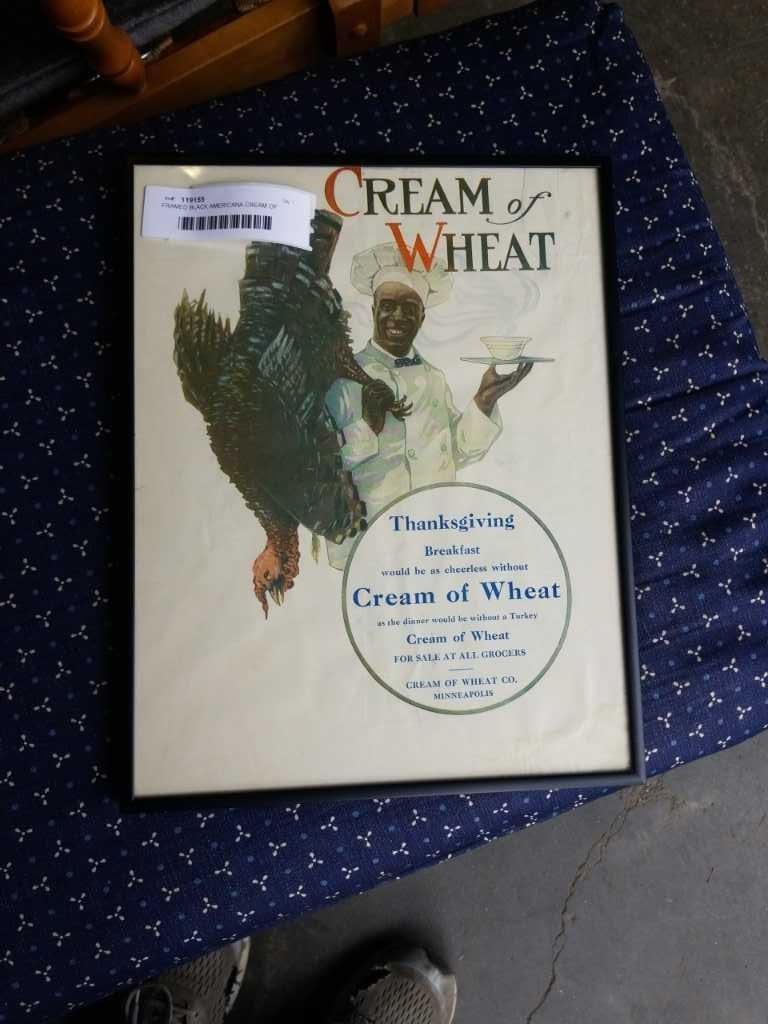 119155
FRAMED BLACK AMERICANA CREAM OF
CREAM of
WHEAT
Thanksgiving
Breakfast
would be as cheerless without
Cream of Wheat
as the dinner would be without a Turkey
Cream of Wheat
FOR SALE AT ALL GROCERS
CREAM OF WHEAT CO.
MINNEAPOLIS